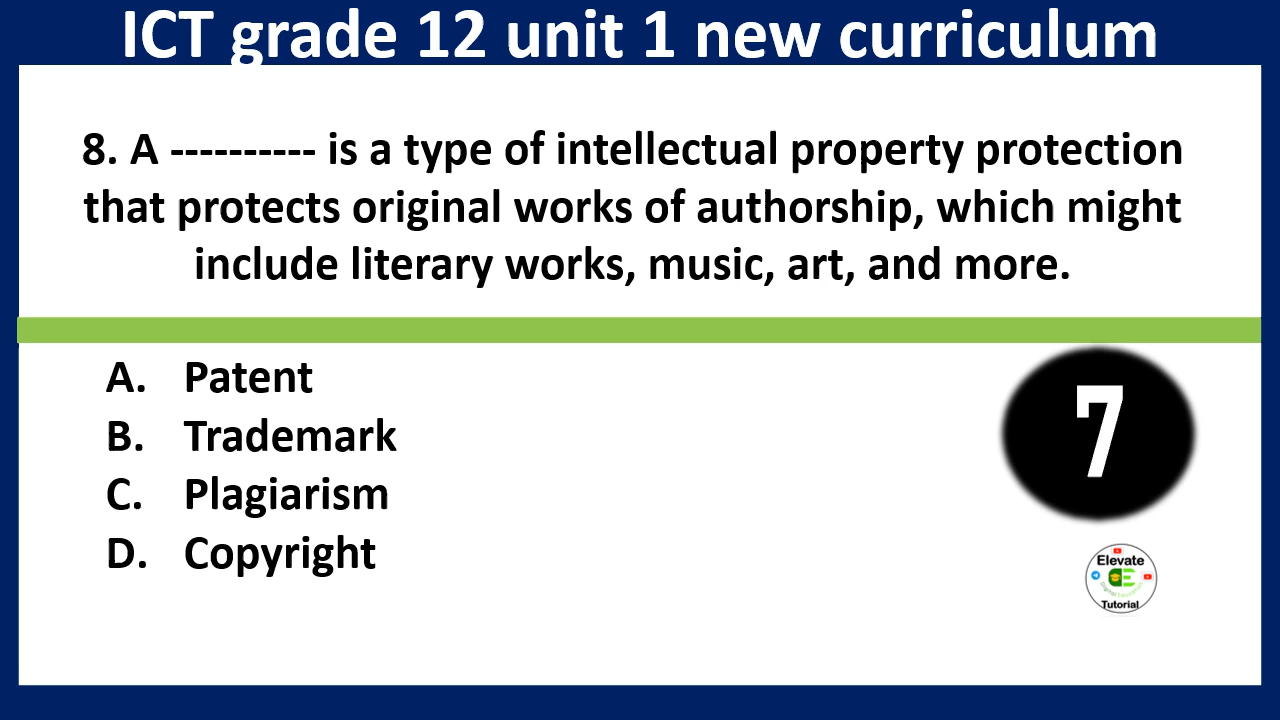 ICT grade 12 unit 1 new curriculum
8. A ---------- is a type of intellectual property protection
that protects original works of authorship, which might
include literary works, music, art, and more.
A. Patent
B. Trademark
C. Plagiarism
D. Copyright
7
Elevate
Tutorial